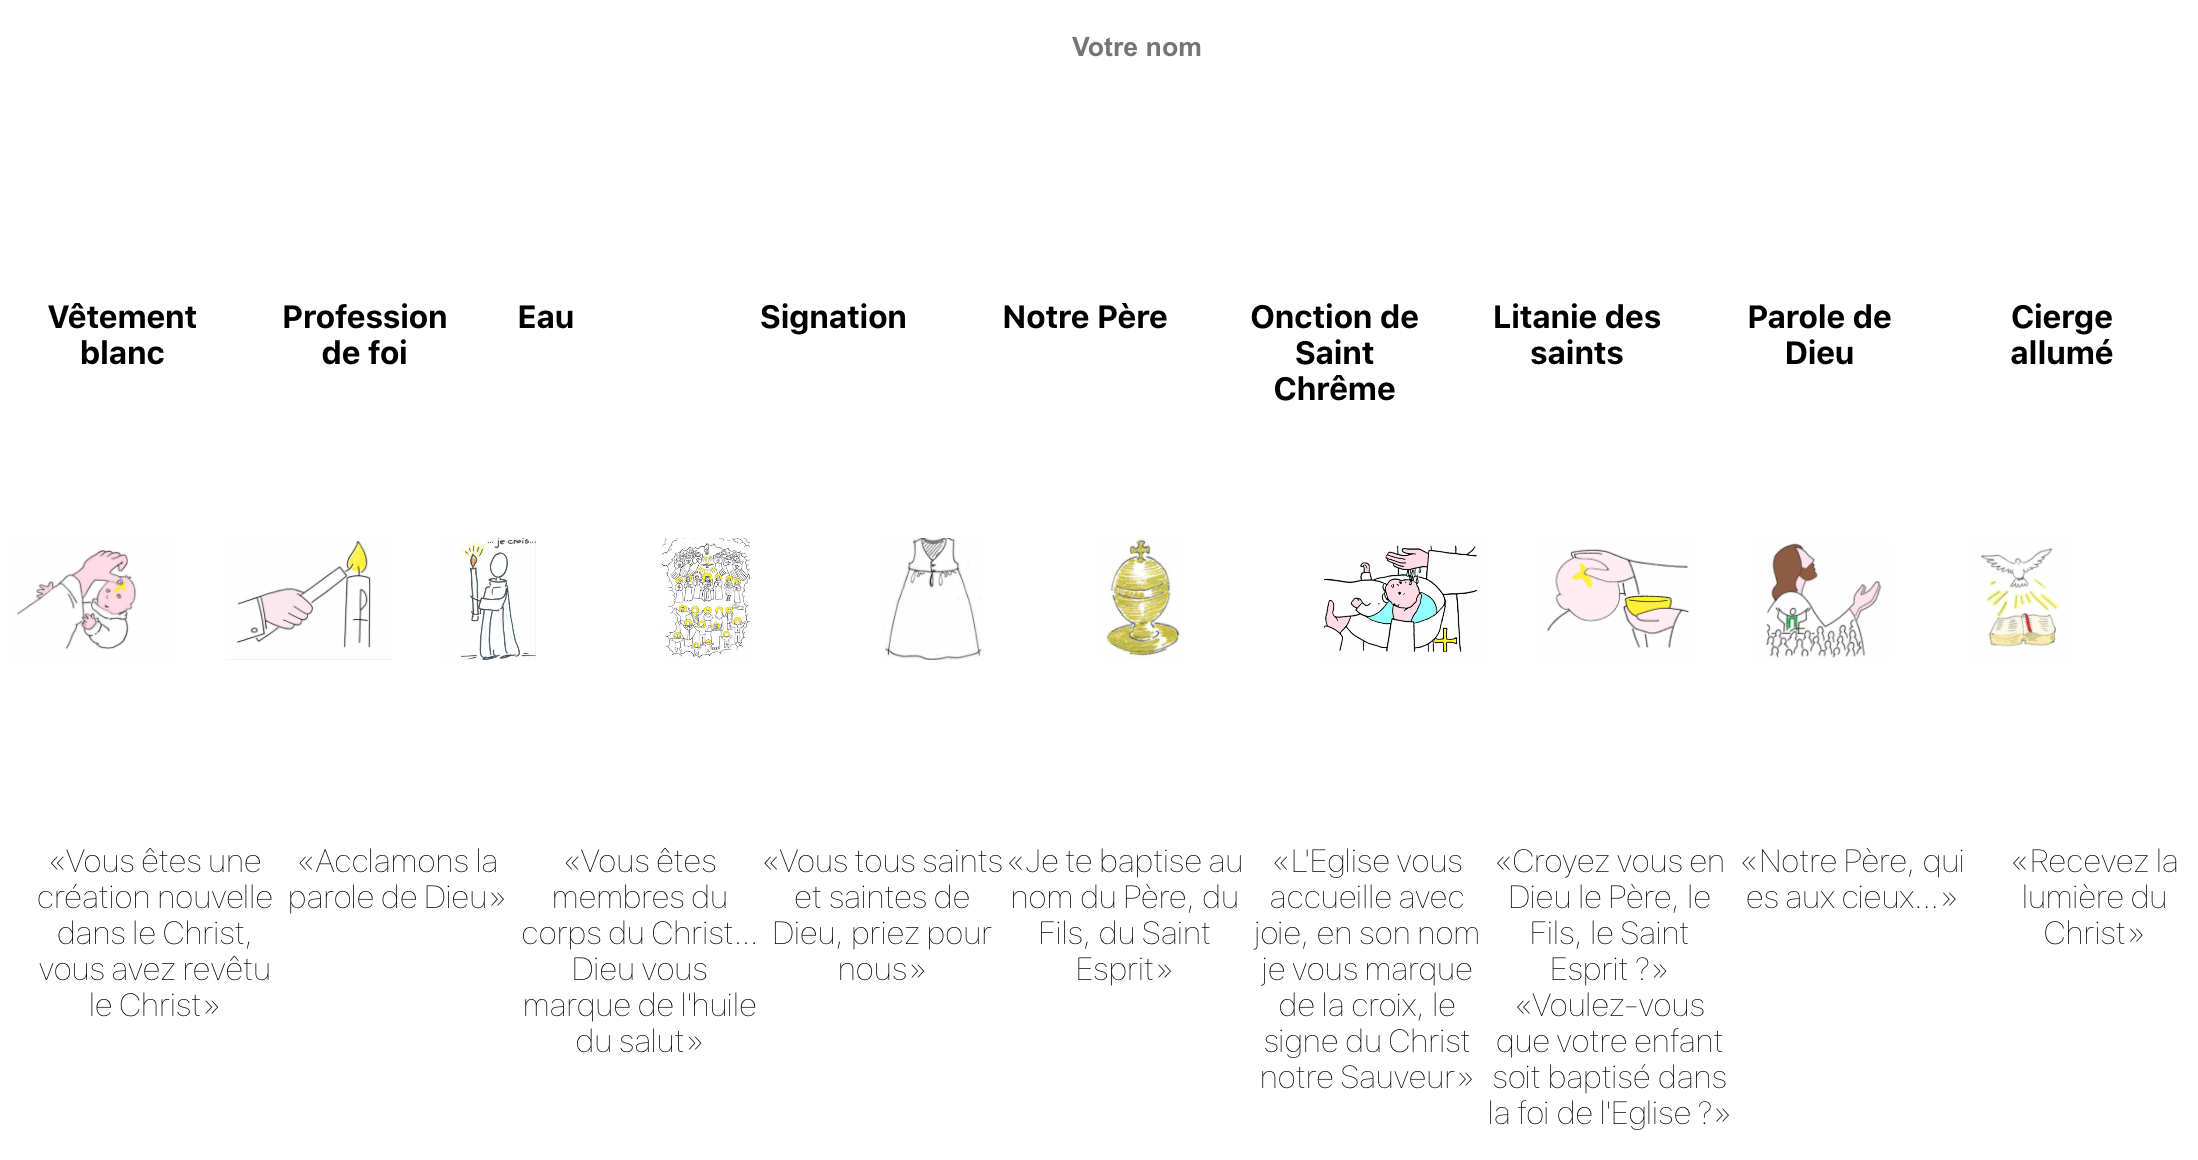 Votre nom
Vêtement
blanc
Profession
de foi
Eau
Signation
Notre Père
Onction de
Saint
Chrême
Litanie des
saints
Parole de
Dieu
Cierge
allumé
... je crois...
«Vous êtes une
création nouvelle
dans le Christ,
vous avez revêtu
le Christ»
«Acclamons la
parole de Dieu»
«Vous êtes
membres du
corps du Christ...
Dieu vous
marque de l'huile
du salut»
«Vous tous saints
et saintes de
Dieu, priez pour
nous»
«Je te baptise au
nom du Père, du
Fils, du Saint
Esprit»
«L'Eglise vous
accueille avec
joie, en son nom
je vous marque
de la croix, le
signe du Christ
notre Sauveur»
«Croyez vous en
Dieu le Père, le
Fils, le Saint
Esprit ?»
«Voulez-vous
que votre enfant
soit baptisé dans
la foi de l'Eglise ?»
«Notre Père, qui
es aux cieux...»
«Recevez la
lumière du
Christ»